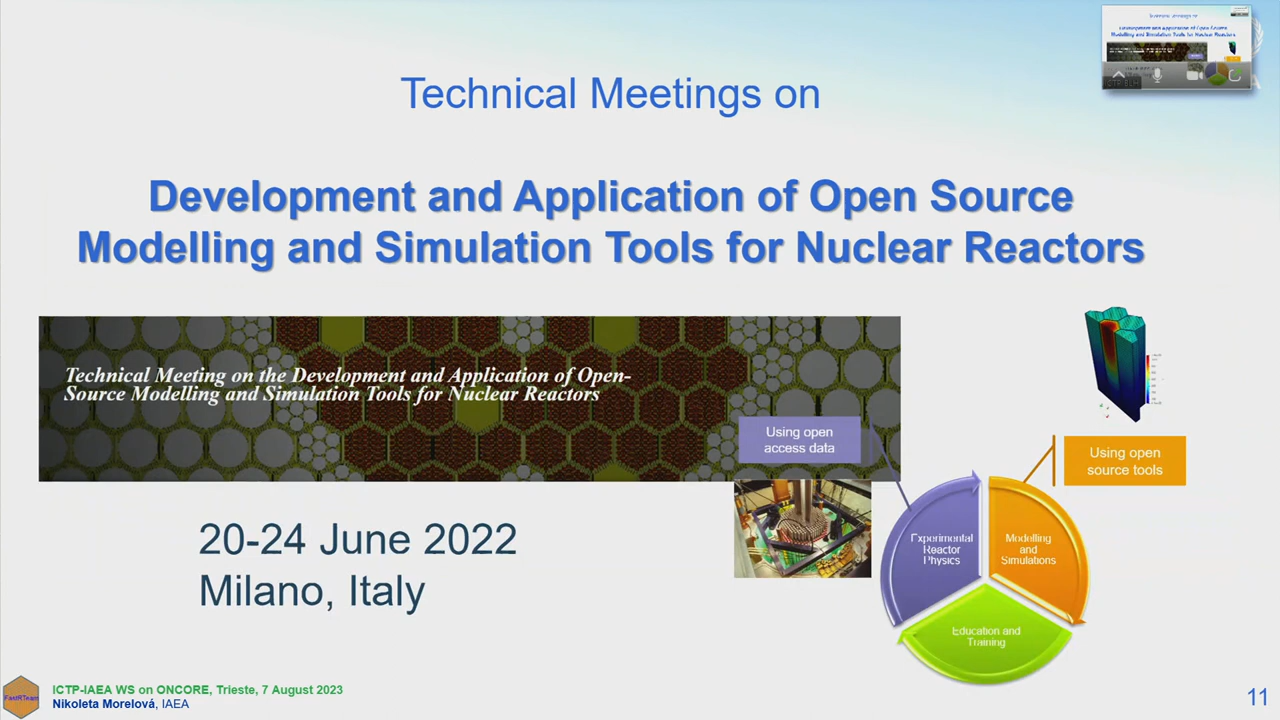 Technical Meetings on
Development and Application of Open Source
Modelling and Simulation Tools for Nuclear Reactors
Technical Meeting on the Development and Application of Open-
Source Modelling and Simulation Tools for Nuclear Reactors
Using open
access data
Using open
source tools
Experimental
Reactor
Physics
Modelling
and
Simulations
Education and
Training
20-24 June 2022
Milano, Italy
FastRTeam
ICTP-IAEA WS on ONCORE, Trieste, 7 August 2023
Nikoleta Morelová, IAEA
11